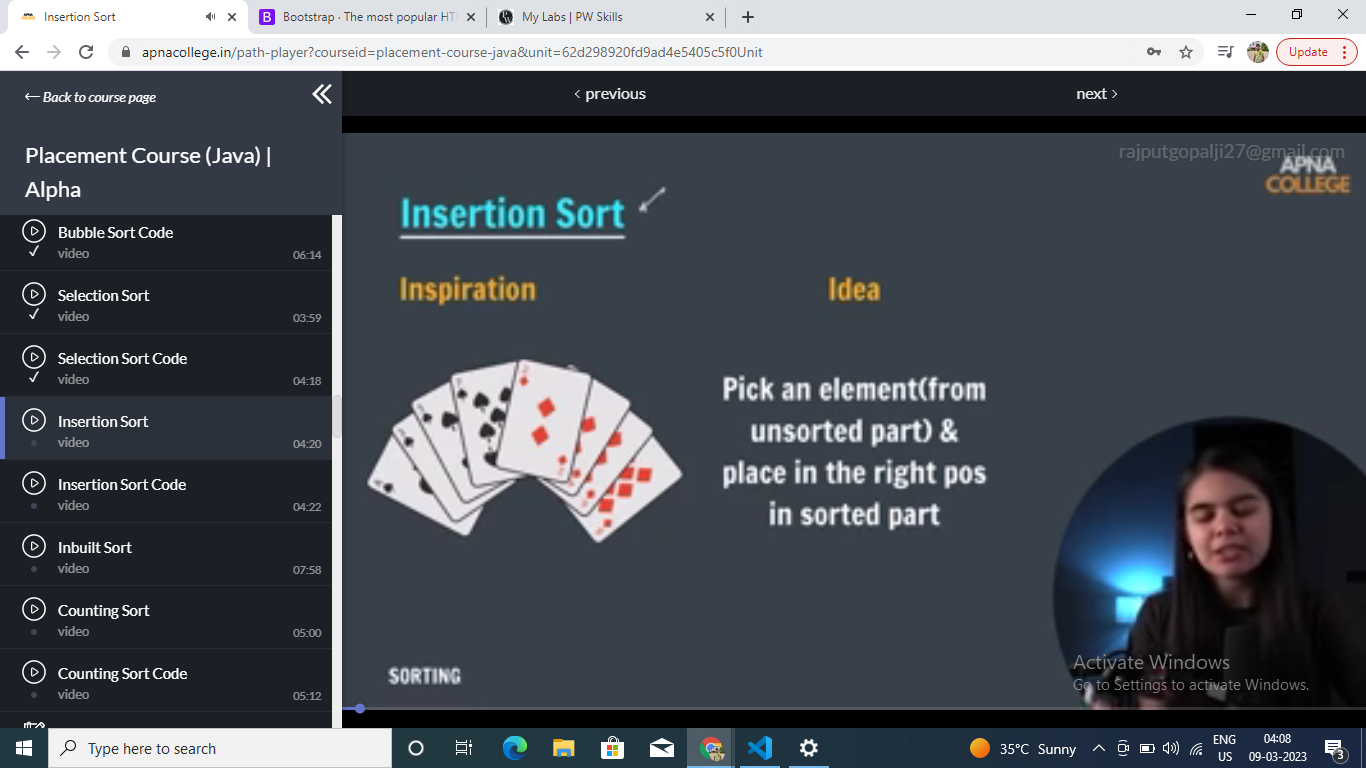 Insertion Sort
Bootstrap · The most popular HT
My Labs | PW Skills
apnacollege.in/path-player?courseid=placement-course-java&unit=62d298920fd9ad4e5405c5f0Unit
Update
Back to course page
previous
next
Placement Course (Java) |
Alpha
Bubble Sort Code
video
06:14
Selection Sort
video
03:59
Selection Sort Code
video
04:18
Insertion Sort
video
04:20
Insertion Sort Code
video
04:22
Inbuilt Sort
video
07:58
Counting Sort
video
05:00
Counting Sort Code
video
05:12
rajputgopalji27@gmail.com
APNA
COLLEGE
Insertion Sort
Inspiration
Idea
Pick an element(from
unsorted part) &
place in the right pos
in sorted part
SORTING
Activate Windows
Go to Settings to activate Windows.
Type here to search
35°C Sunny
ENG
US
04:08
09-03-2023
3